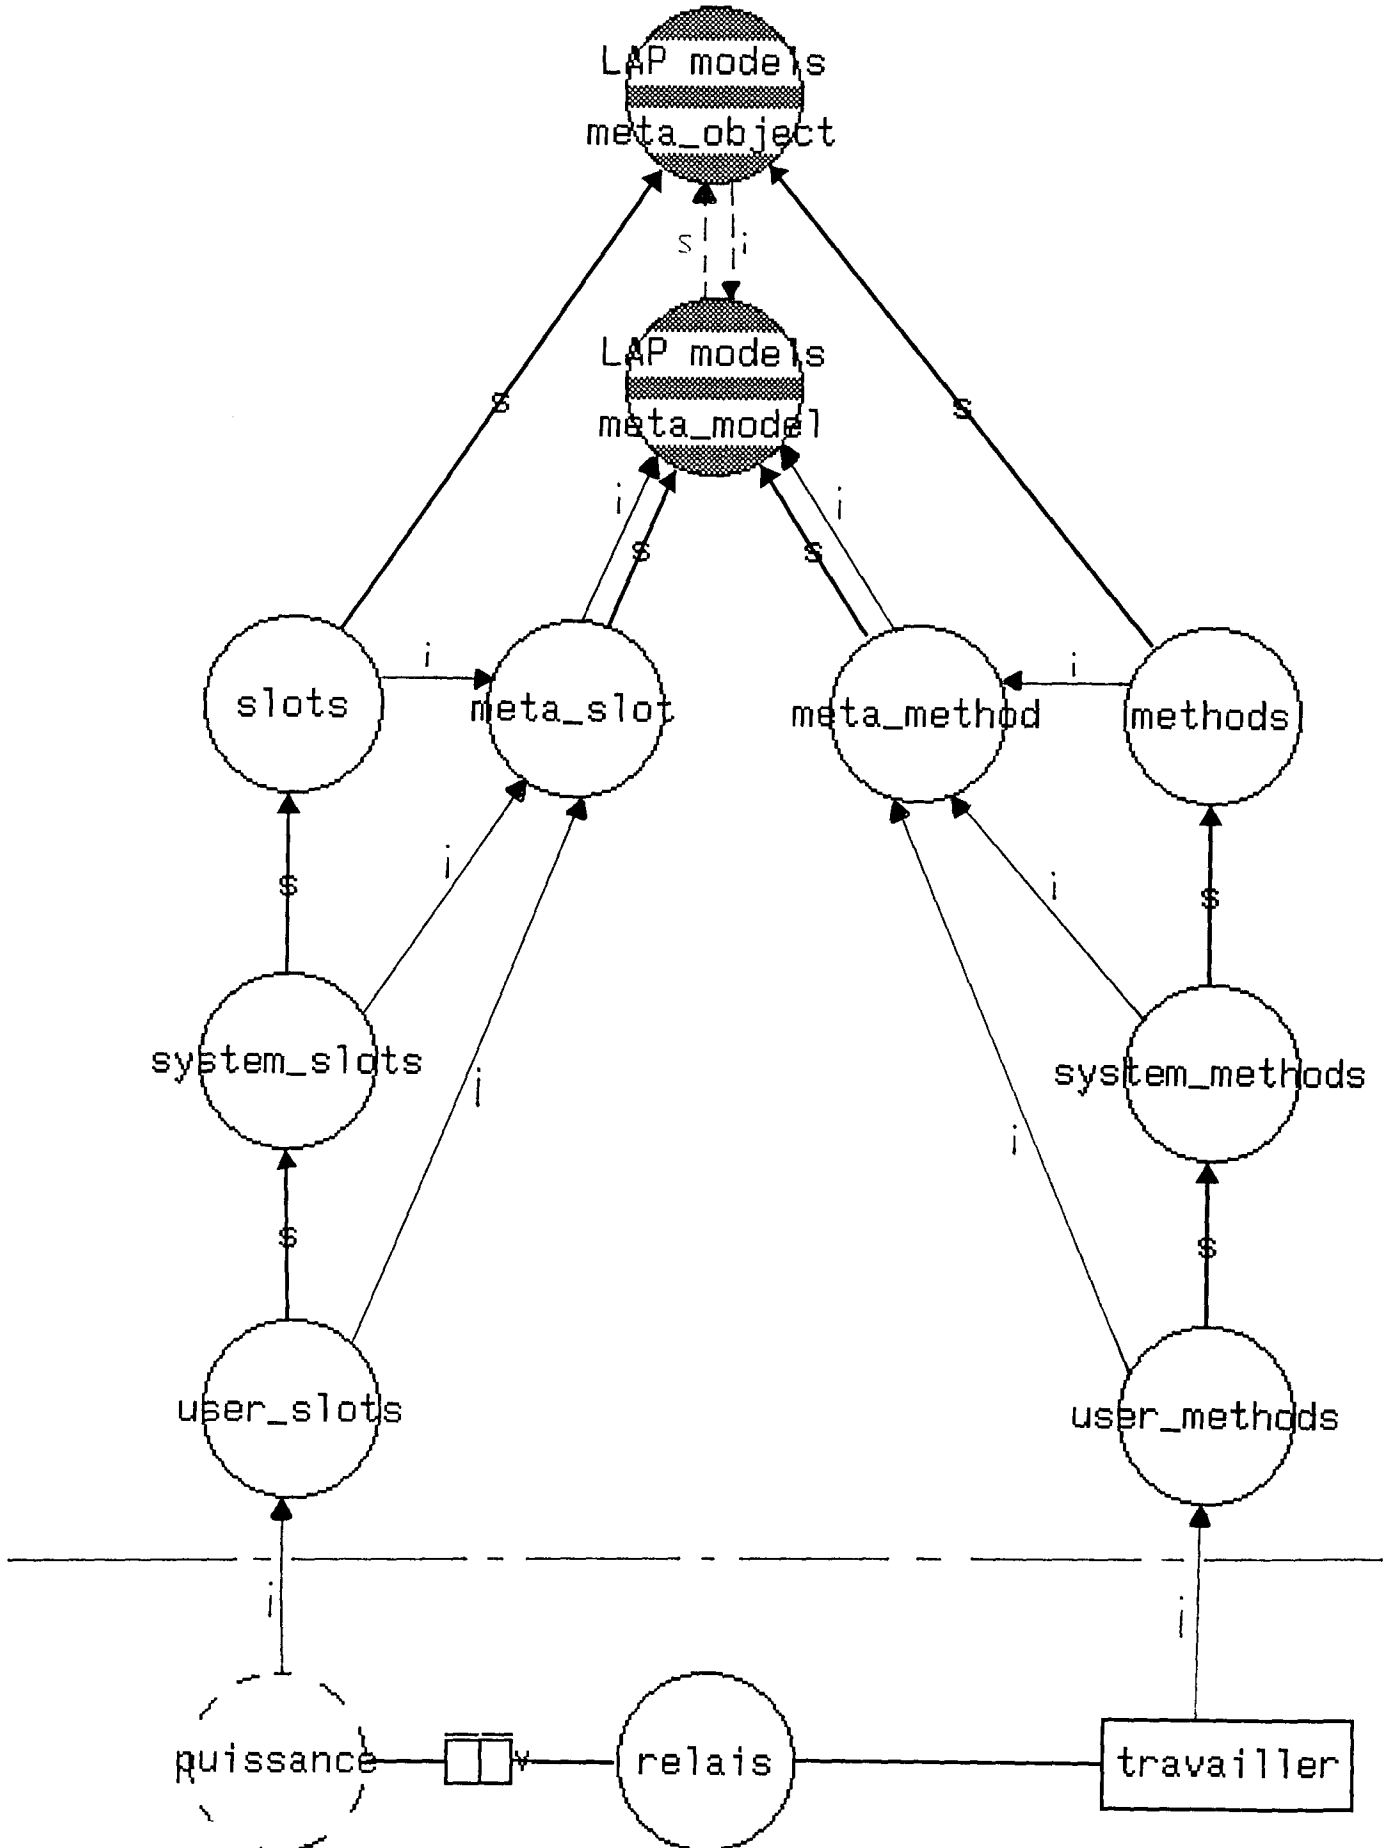 LAP models
meta_object
s
i
LAP models
meta_model
s
s
i
i
s
s
i
i
slots
meta_slot
meta_method
methods
i
s
i
s
system_slots
system_methods
i
i
s
s
user_slots
user_methods
i
i
puissance
v
relais
travailler